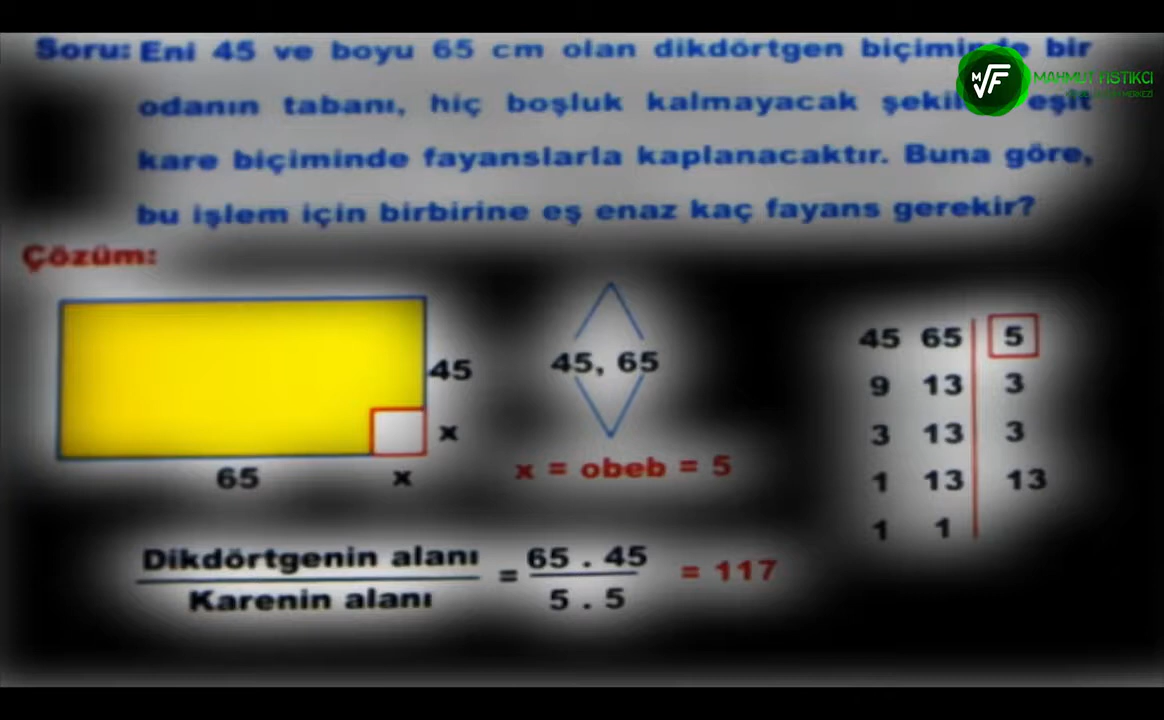 Soru: Eni 45 ve boyu 65 cm olan dikdörtgen biçiminde bir
odanın tabanı, hiç boşluk kalmayacak şekilde eşit
kare biçiminde fayanslarla kaplanacaktır. Buna göre,
bu işlem için birbirine eş enaz kaç fayans gerekir?
MAHMUT FISTIKCI
Çözüm:
45
x
65
x
45, 65
x = obeb = 5
45 65 5
9 13 3
3 13 3
1 13 13
1 1
Dikdörtgenin alanı
Karenin alanı
=
65 . 45
5 . 5
= 117